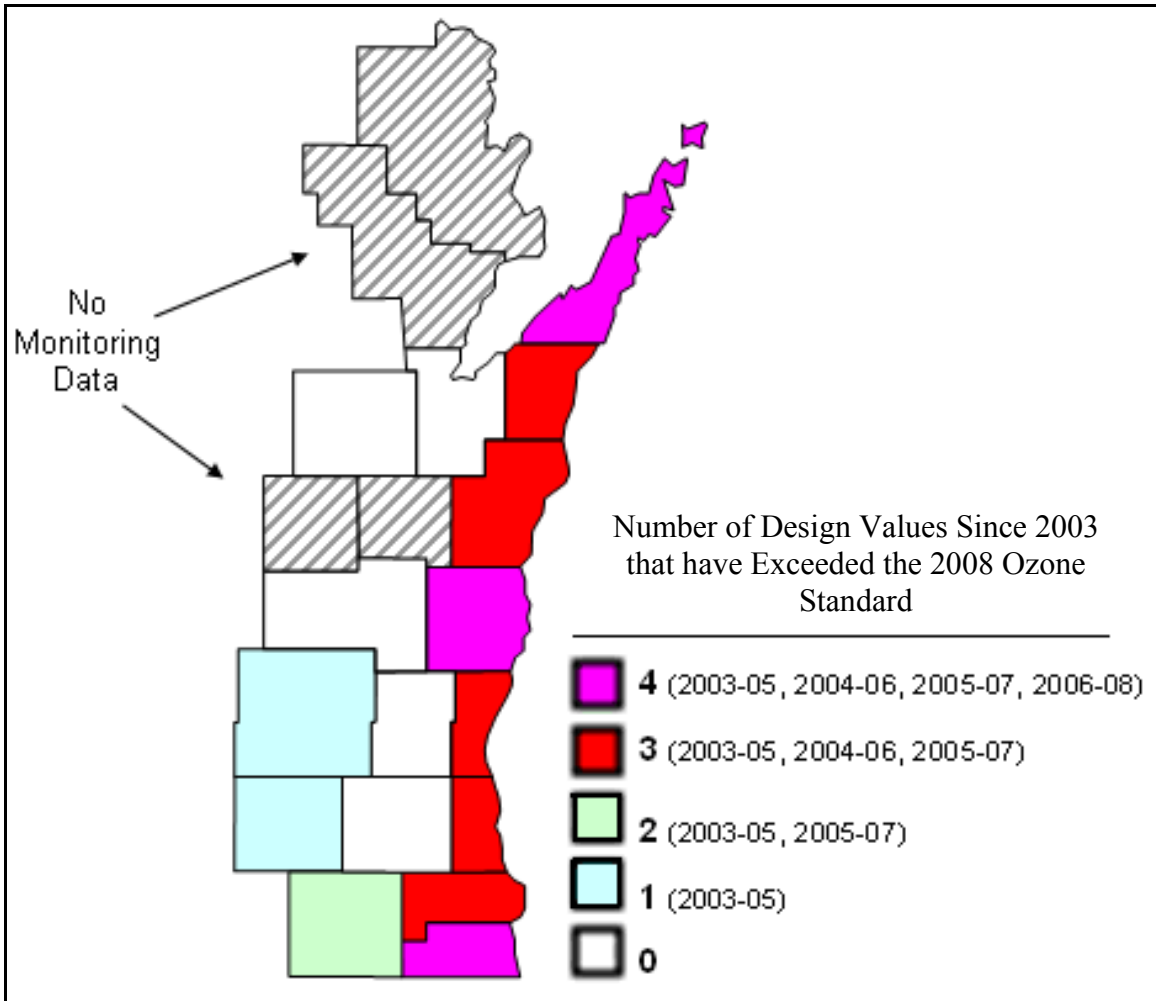 No
Monitoring
Data
Number of Design Values Since 2003
that have Exceeded the 2008 Ozone
Standard
4 (2003-05, 2004-06, 2005-07, 2006-08)
3 (2003-05, 2004-06, 2005-07)
2 (2003-05, 2005-07)
1 (2003-05)
0